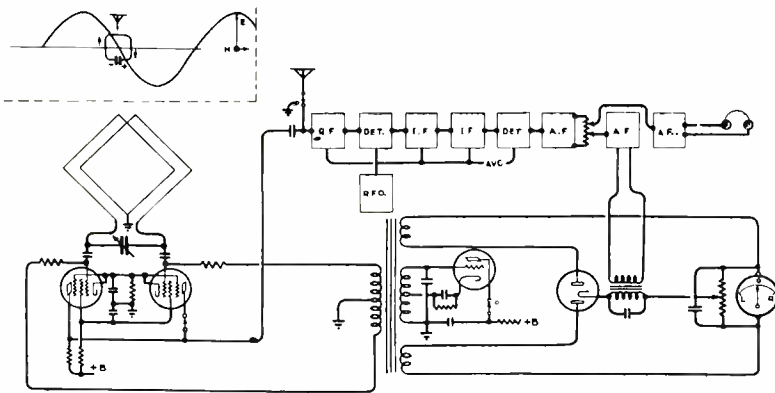 E
H
- +
R.F. DET. I.F. I.F. DET. A.F. A.F. A.F.
AVC
R.F.O.
+B
+B